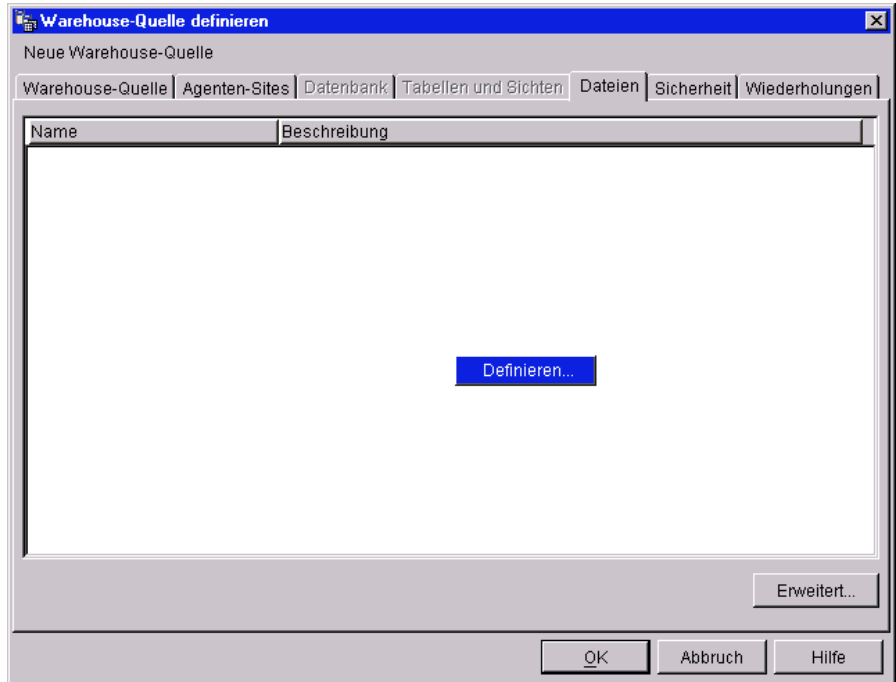 Warehouse-Quelle definieren
Neue Warehouse-Quelle
Warehouse-Quelle Agenten-Sites Datenbank Tabellen und Sichten Dateien Sicherheit Wiederholungen
Name Beschreibung
Definieren...
Erweitert...
OK Abbruch Hilfe